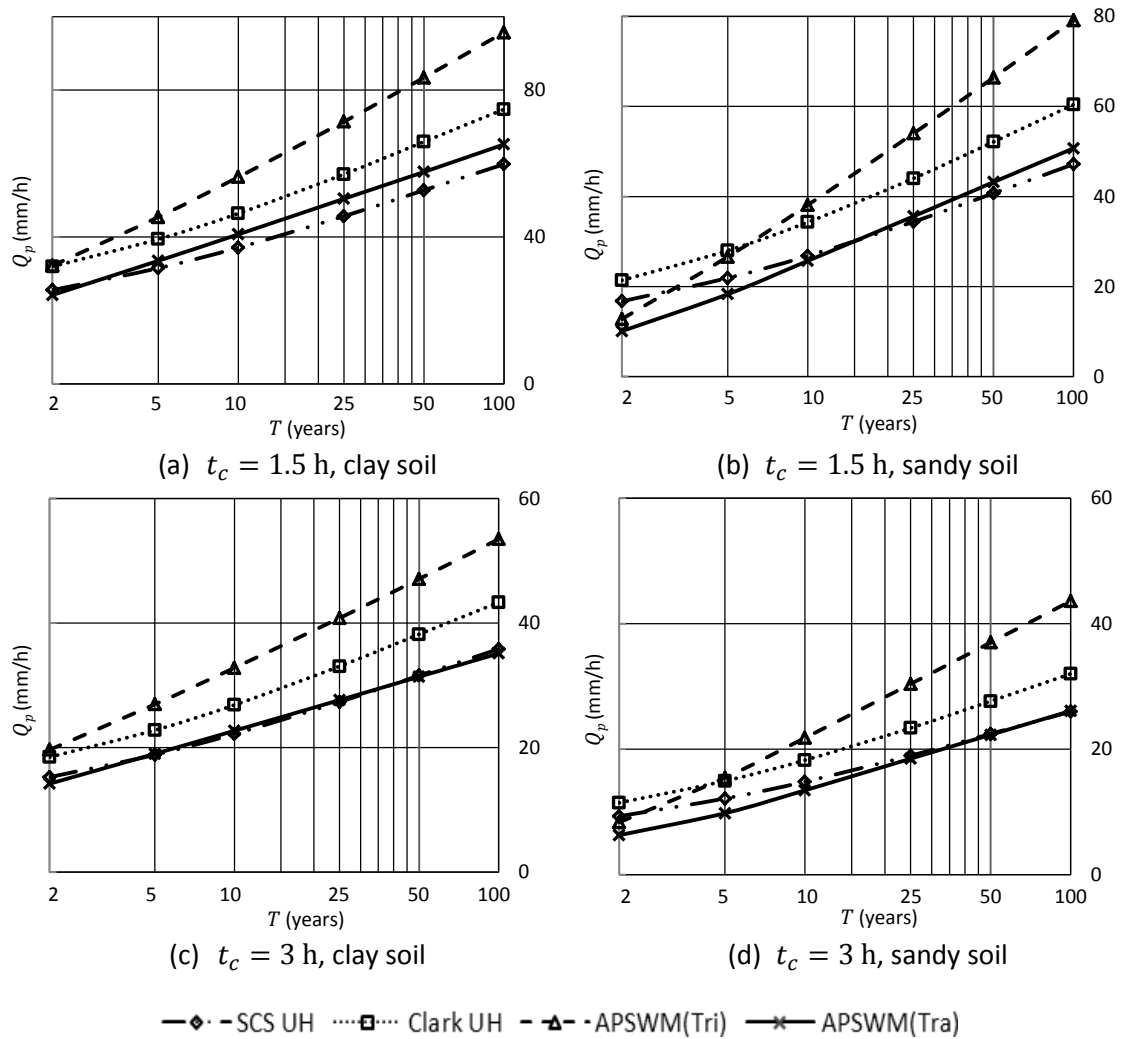 80
40
0
Q_p (mm/h)
2 5 10 25 50 100
T (years)
(a) t_c = 1.5 h, clay soil
80
60
40
20
0
Q_p (mm/h)
2 5 10 25 50 100
T (years)
(b) t_c = 1.5 h, sandy soil
60
40
20
0
Q_p (mm/h)
2 5 10 25 50 100
T (years)
(c) t_c = 3 h, clay soil
60
40
20
0
Q_p (mm/h)
2 5 10 25 50 100
T (years)
(d) t_c = 3 h, sandy soil
SCS UH Clark UH APSWM(Tri) APSWM(Tra)